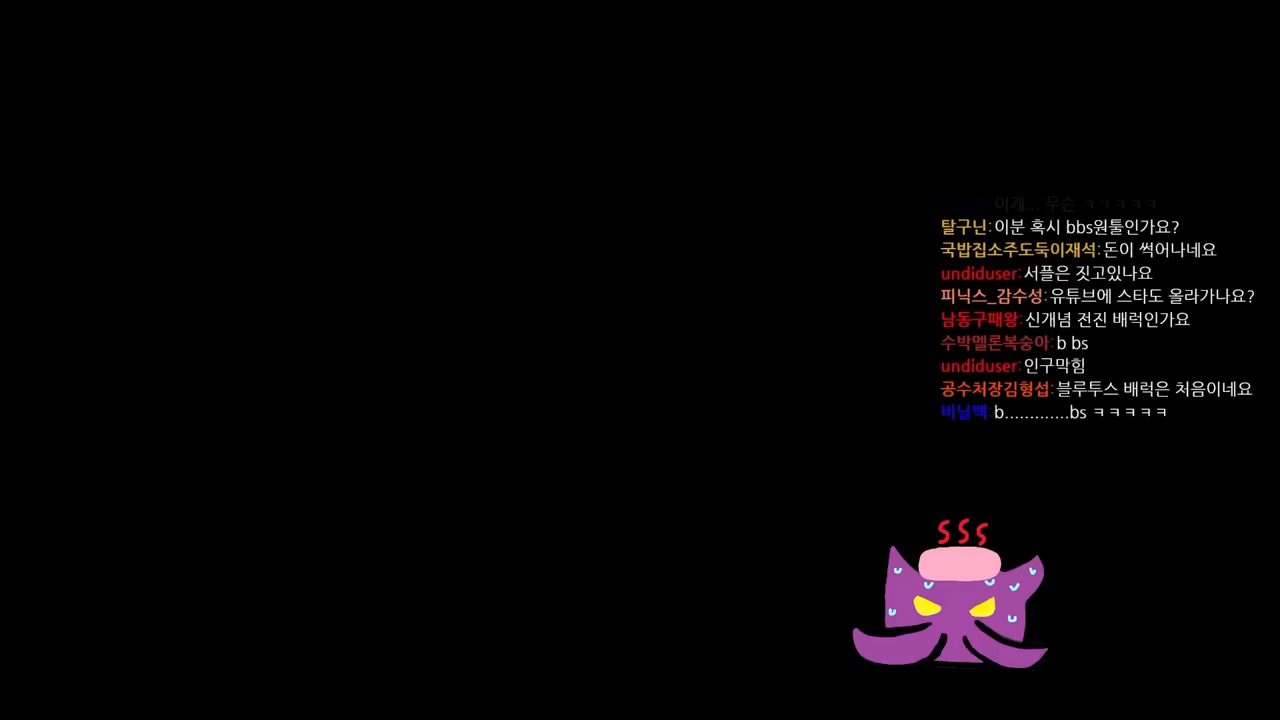 이게... 무슨 ㅋㅋㅋㅋㅋ
탈구닌: 이분 혹시 bbs원툴인가요?
국밥집소주도둑이재석: 돈이 썩어나네요
undiduser: 서플은 짓고있나요
피닉스_감수성: 유튜브에 스타도 올라가나요?
남동구패왕: 신개념 전진 배럭인가요
수박멜론복숭아: b bs
undiduser: 인구막힘
공수처장김형섭: 블루투스 배럭은 처음이네요
비닐백: b.............bs ㅋㅋㅋㅋㅋ